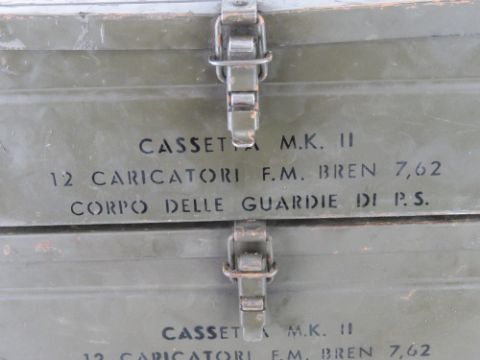 CASSETTA M.K. II
12 CARICATORI F.M. BREN 7,62
CORPO DELLE GUARDIE DI P.S.
CASSETTA M.K. II
12 CARICATORI F.M. BREN 7,62